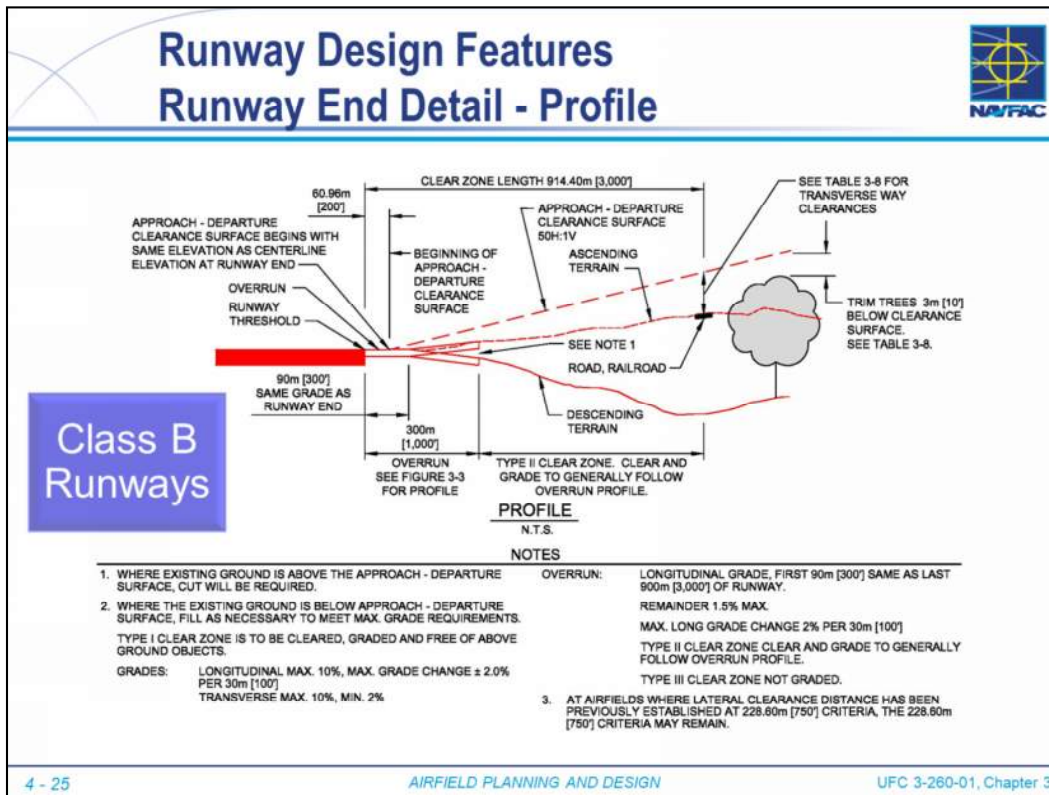 Runway Design Features
Runway End Detail - Profile
NAVFAC
CLEAR ZONE LENGTH 914.40m [3,000']
60.96m
[200']
SEE TABLE 3-8 FOR
TRANSVERSE WAY
CLEARANCES
APPROACH - DEPARTURE
CLEARANCE SURFACE BEGINS WITH
SAME ELEVATION AS CENTERLINE
ELEVATION AT RUNWAY END
APPROACH - DEPARTURE
CLEARANCE SURFACE
50H:1V
BEGINNING OF
APPROACH -
DEPARTURE
CLEARANCE
SURFACE
ASCENDING
TERRAIN
OVERRUN
RUNWAY
THRESHOLD
TRIM TREES 3m [10']
BELOW CLEARANCE
SURFACE.
SEE TABLE 3-8.
SEE NOTE 1
ROAD, RAILROAD
90m [300']
SAME GRADE AS
RUNWAY END
DESCENDING
TERRAIN
300m
[1,000']
OVERRUN
SEE FIGURE 3-3
FOR PROFILE
TYPE II CLEAR ZONE. CLEAR AND
GRADE TO GENERALLY FOLLOW
OVERRUN PROFILE.
Class B
Runways
PROFILE
N.T.S.
NOTES
1. WHERE EXISTING GROUND IS ABOVE THE APPROACH - DEPARTURE
SURFACE, CUT WILL BE REQUIRED.
2. WHERE THE EXISTING GROUND IS BELOW APPROACH - DEPARTURE
SURFACE, FILL AS NECESSARY TO MEET MAX. GRADE REQUIREMENTS.
TYPE I CLEAR ZONE IS TO BE CLEARED, GRADED AND FREE OF ABOVE
GROUND OBJECTS.
GRADES: LONGITUDINAL MAX. 10%, MAX. GRADE CHANGE ± 2.0%
PER 30m [100']
TRANSVERSE MAX. 10%, MIN. 2%
OVERRUN: LONGITUDINAL GRADE, FIRST 90m [300'] SAME AS LAST
900m [3,000'] OF RUNWAY.
REMAINDER 1.5% MAX.
MAX. LONG GRADE CHANGE 2% PER 30m [100']
TYPE II CLEAR ZONE CLEAR AND GRADE TO GENERALLY
FOLLOW OVERRUN PROFILE.
TYPE III CLEAR ZONE NOT GRADED.
3. AT AIRFIELDS WHERE LATERAL CLEARANCE DISTANCE HAS BEEN
PREVIOUSLY ESTABLISHED AT 228.60m [750'] CRITERIA, THE 228.60m
[750'] CRITERIA MAY REMAIN.
4 - 25
AIRFIELD PLANNING AND DESIGN
UFC 3-260-01, Chapter 3